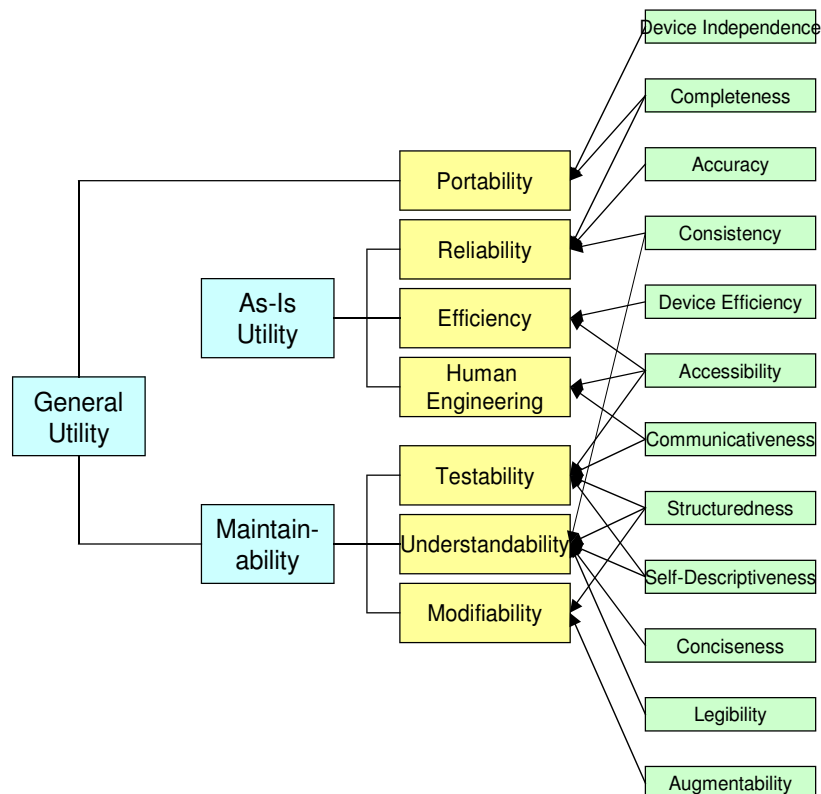 General
Utility
As-Is
Utility
Maintain-
ability
Portability
Reliability
Efficiency
Human
Engineering
Testability
Understandability
Modifiability
Device Independence
Completeness
Accuracy
Consistency
Device Efficiency
Accessibility
Communicativeness
Structuredness
Self-Descriptiveness
Conciseness
Legibility
Augmentability